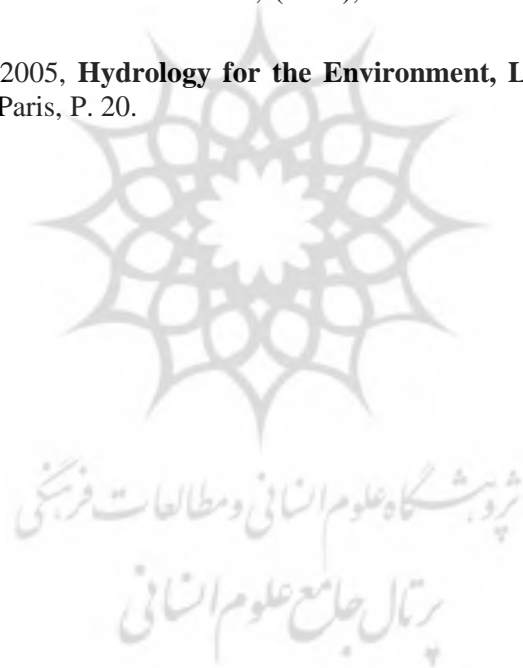 2005, Hydrology for the Environment, L
Paris, P. 20.
پژوهشگاه علوم انسانی و مطالعات فرهنگی
پرتال جامع علوم انسانی